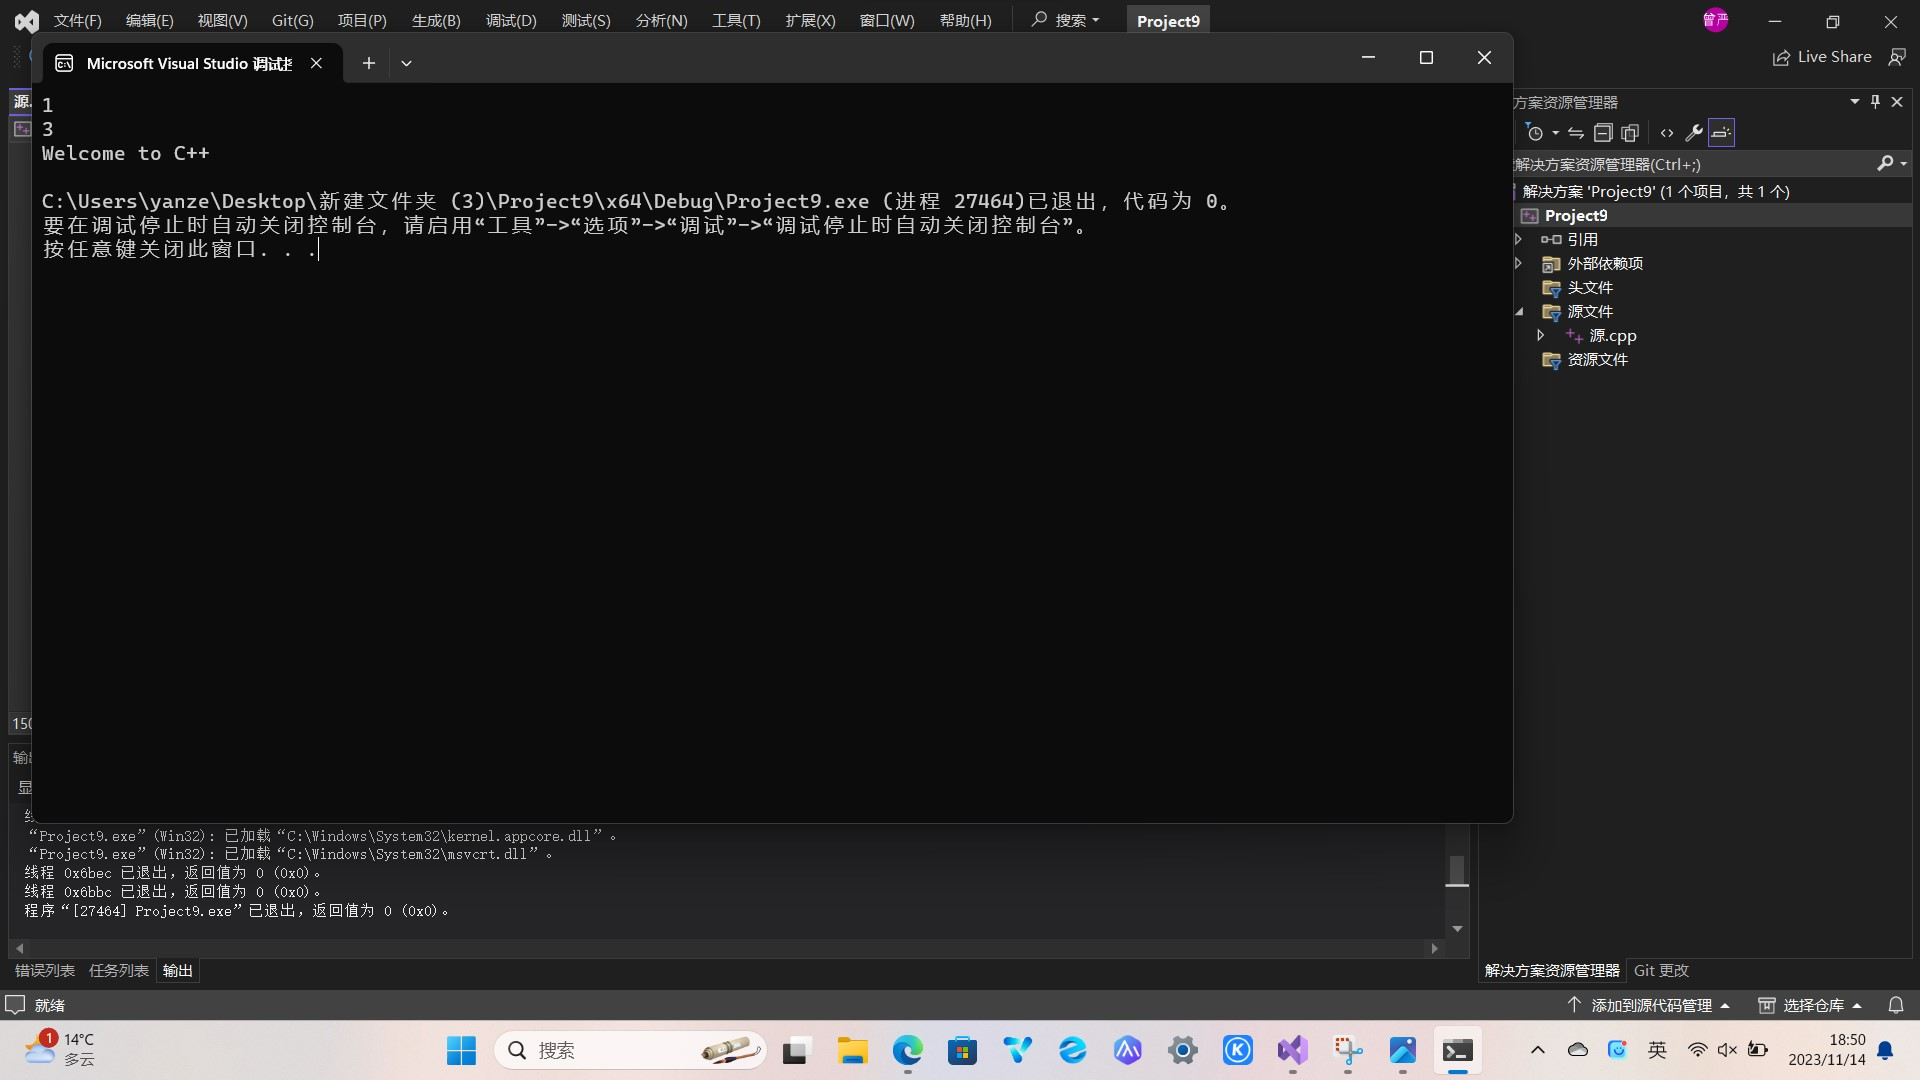 文件(F) 编辑(E) 视图(V) Git(G) 项目(P) 生成(B) 调试(D) 测试(S) 分析(N) 工具(T) 扩展(X) 窗口(W) 帮助(H) 搜索 Project9 曾严
Microsoft Visual Studio 调试
Live Share
源.
1
3
Welcome to C++
C:\Users\yanze\Desktop\新建文件夹 (3)\Project9\x64\Debug\Project9.exe (进程 27464)已退出，代码为 0。
要在调试停止时自动关闭控制台，请启用“工具”->“选项”->“调试”->“调试停止时自动关闭控制台”。
按任意键关闭此窗口. . .
方案资源管理器
解决方案资源管理器(Ctrl+;)
解决方案 'Project9' (1 个项目，共 1 个)
Project9
引用
外部依赖项
头文件
源文件
源.cpp
资源文件
150
输出
显
“Project9.exe”(Win32): 已加载“C:\Windows\System32\kernel.appcore.dll”。
“Project9.exe”(Win32): 已加载“C:\Windows\System32\msvcrt.dll”。
线程 0x6bec 已退出，返回值为 0 (0x0)。
线程 0x6bbc 已退出，返回值为 0 (0x0)。
程序“[27464] Project9.exe”已退出，返回值为 0 (0x0)。
错误列表 任务列表 输出
解决方案资源管理器 Git 更改
就绪
添加到源代码管理 选择仓库
1
14°C
多云
搜索
英
18:50
2023/11/14